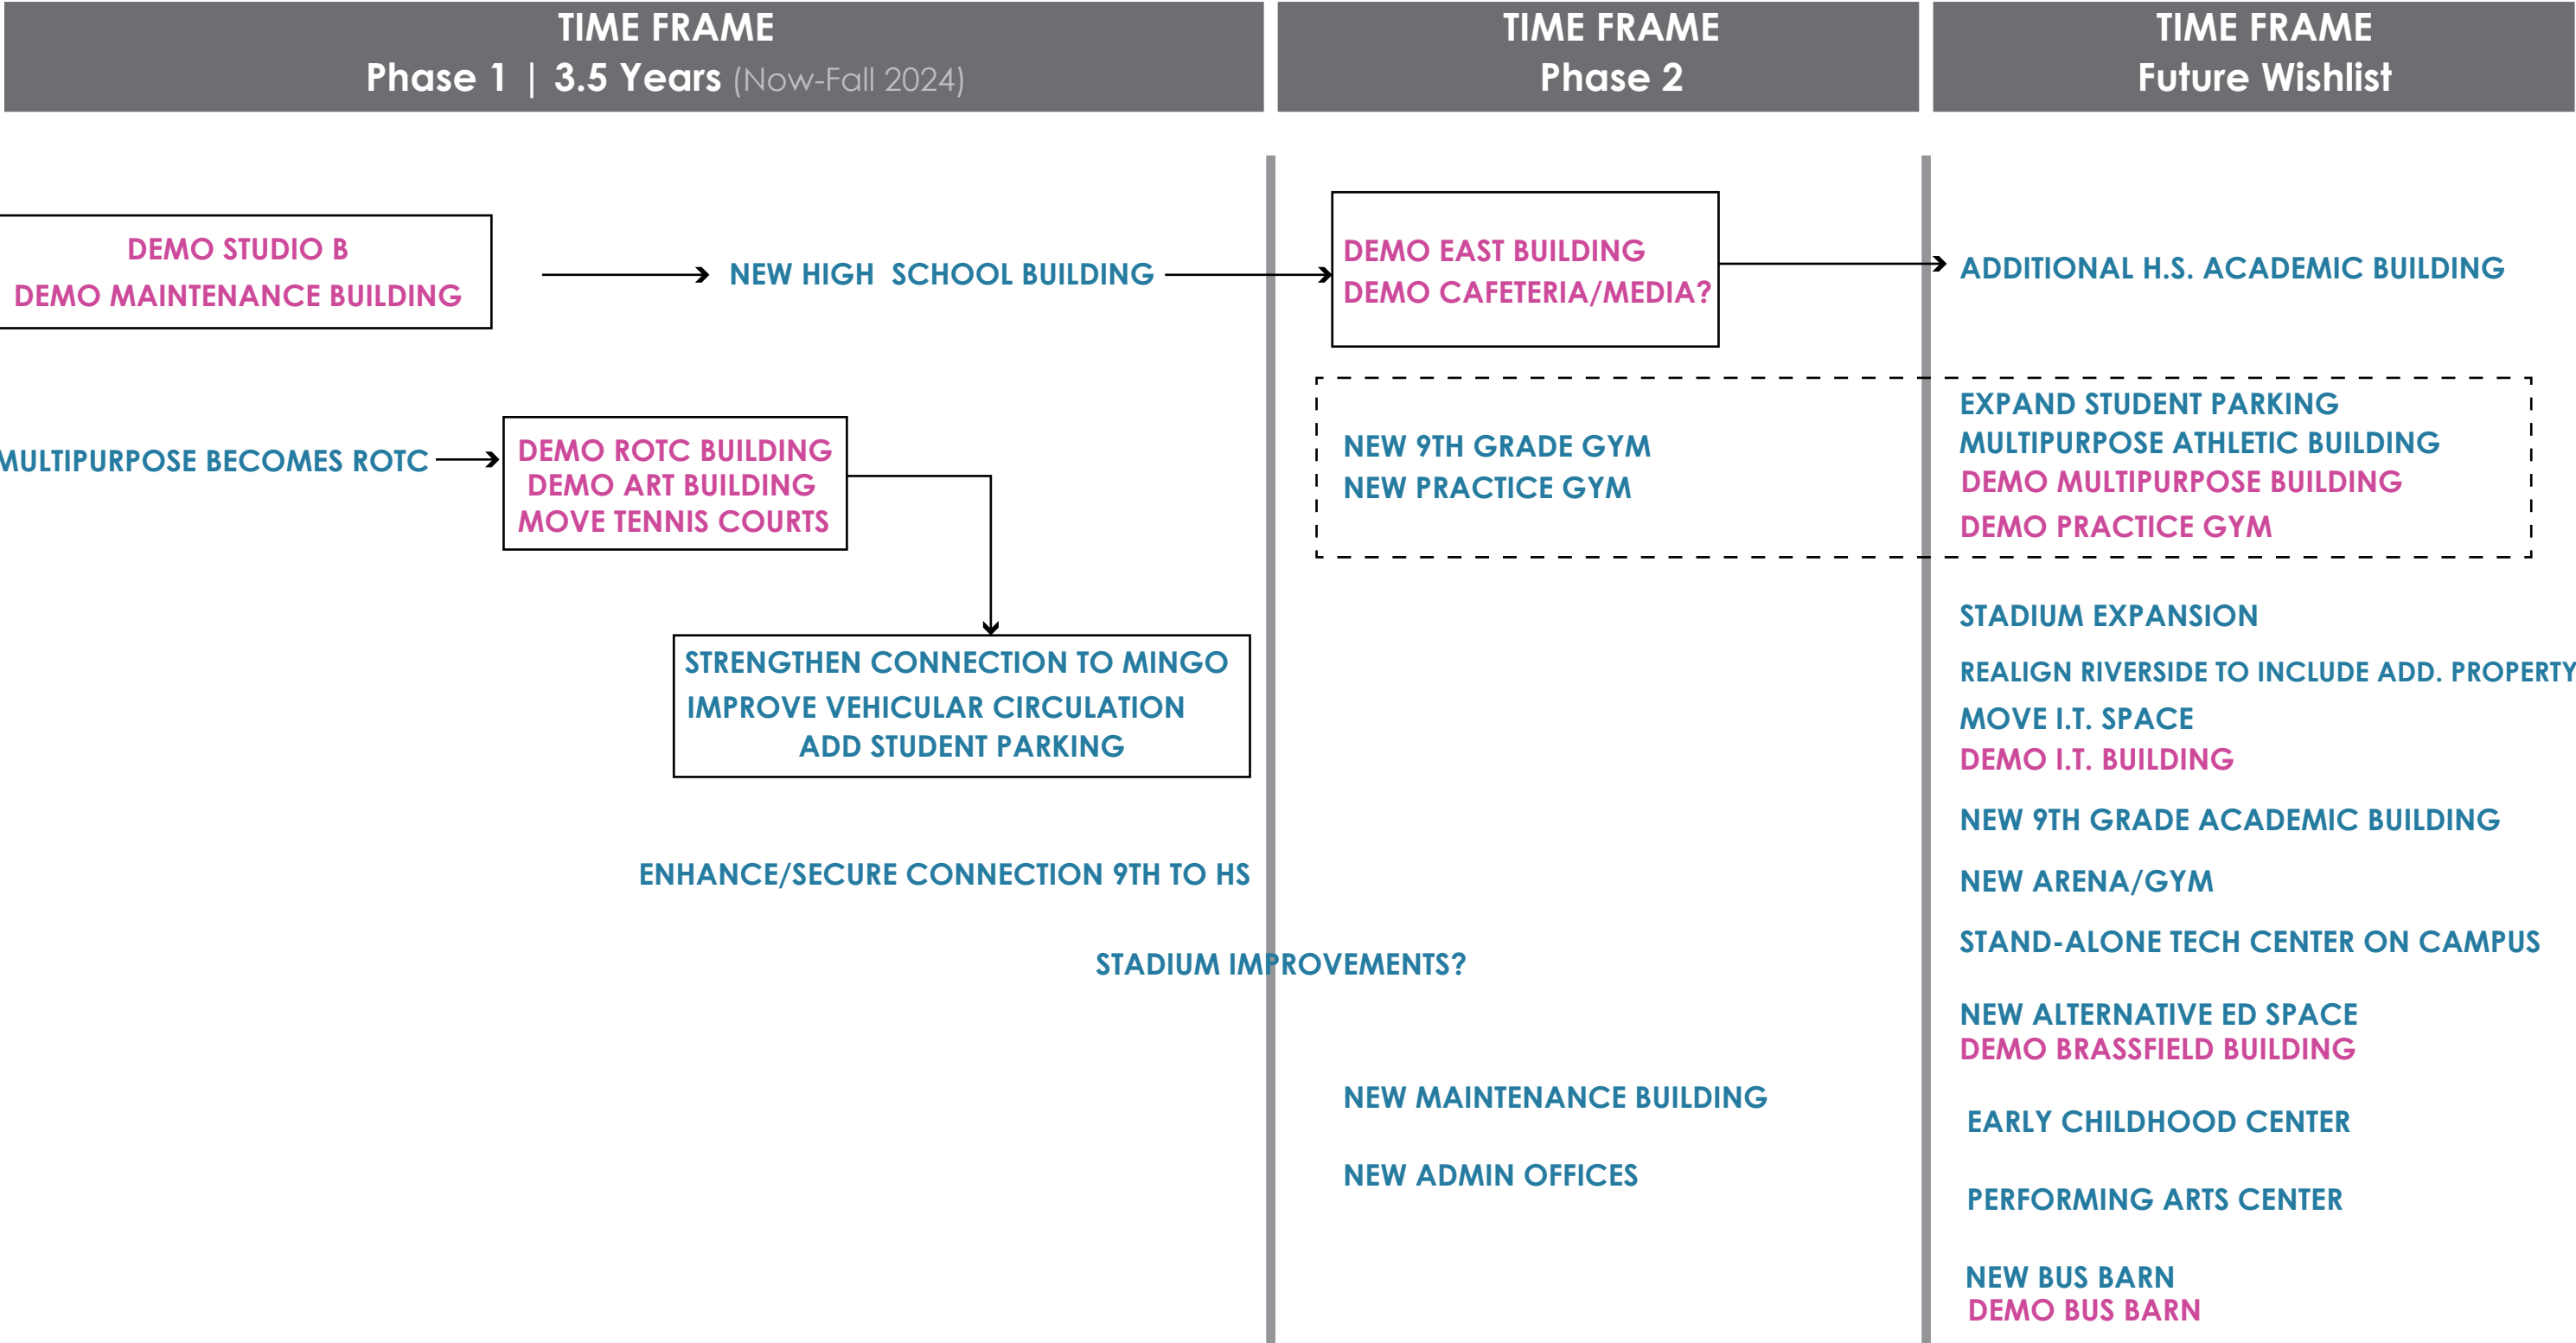 TIME FRAME
Phase 1 | 3.5 Years (Now-Fall 2024)
TIME FRAME
Phase 2
TIME FRAME
Future Wishlist
DEMO STUDIO B
DEMO MAINTENANCE BUILDING
NEW HIGH SCHOOL BUILDING
DEMO EAST BUILDING
DEMO CAFETERIA/MEDIA?
ADDITIONAL H.S. ACADEMIC BUILDING
MULTIPURPOSE BECOMES ROTC
DEMO ROTC BUILDING
DEMO ART BUILDING
MOVE TENNIS COURTS
NEW 9TH GRADE GYM
NEW PRACTICE GYM
EXPAND STUDENT PARKING
MULTIPURPOSE ATHLETIC BUILDING
DEMO MULTIPURPOSE BUILDING
DEMO PRACTICE GYM
STRENGTHEN CONNECTION TO MINGO
IMPROVE VEHICULAR CIRCULATION
ADD STUDENT PARKING
ENHANCE/SECURE CONNECTION 9TH TO HS
STADIUM IMPROVEMENTS?
NEW MAINTENANCE BUILDING
NEW ADMIN OFFICES
STADIUM EXPANSION
REALIGN RIVERSIDE TO INCLUDE ADD. PROPERTY
MOVE I.T. SPACE
DEMO I.T. BUILDING
NEW 9TH GRADE ACADEMIC BUILDING
NEW ARENA/GYM
STAND-ALONE TECH CENTER ON CAMPUS
NEW ALTERNATIVE ED SPACE
DEMO BRASSFIELD BUILDING
EARLY CHILDHOOD CENTER
PERFORMING ARTS CENTER
NEW BUS BARN
DEMO BUS BARN